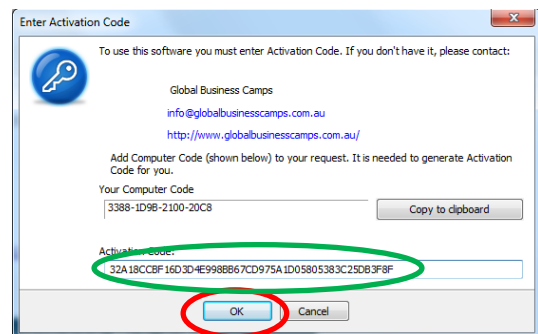 Enter Activation Code
x
To use this software you must enter Activation Code. If you don't have it, please contact:
Global Business Camps
info@globalbusinesscamps.com.au
http://www.globalbusinesscamps.com.au/
Add Computer Code (shown below) to your request. It is needed to generate Activation
Code for you.
Your Computer Code
3388-1D9B-2100-20C8
Copy to clipboard
Activation Code:
32A18CCBF16D3D4E998BB67CD975A1D05805383C25DB3F8F
OK
Cancel